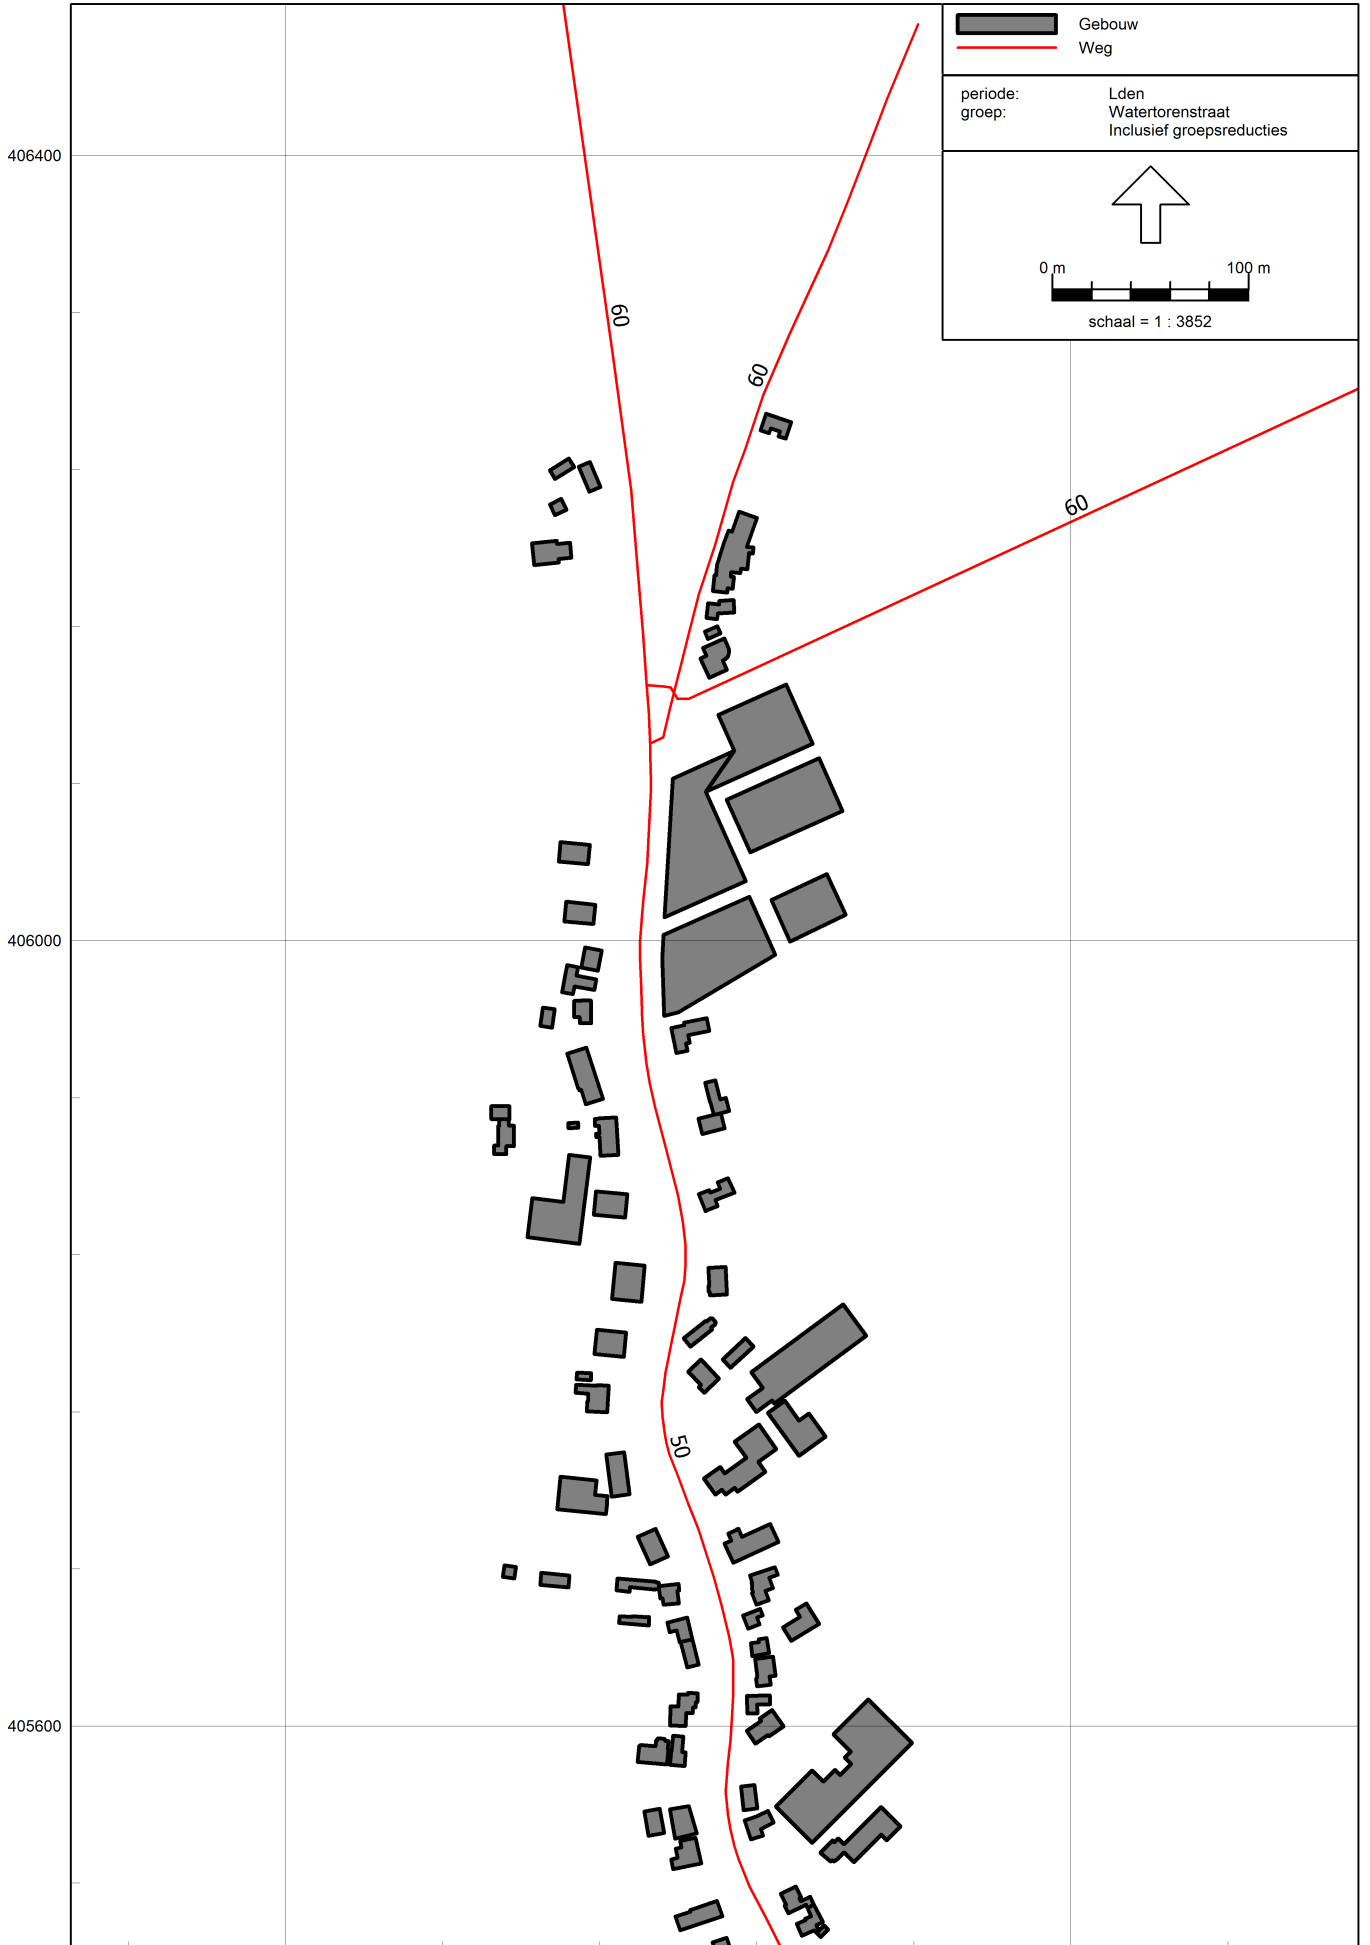 Gebouw
Weg
periode: Lden
groep: Watertorenstraat
Inclusief groepsreducties
406400
0 m 100 m
schaal = 1 : 3852
60
60
60
406000
50
405600